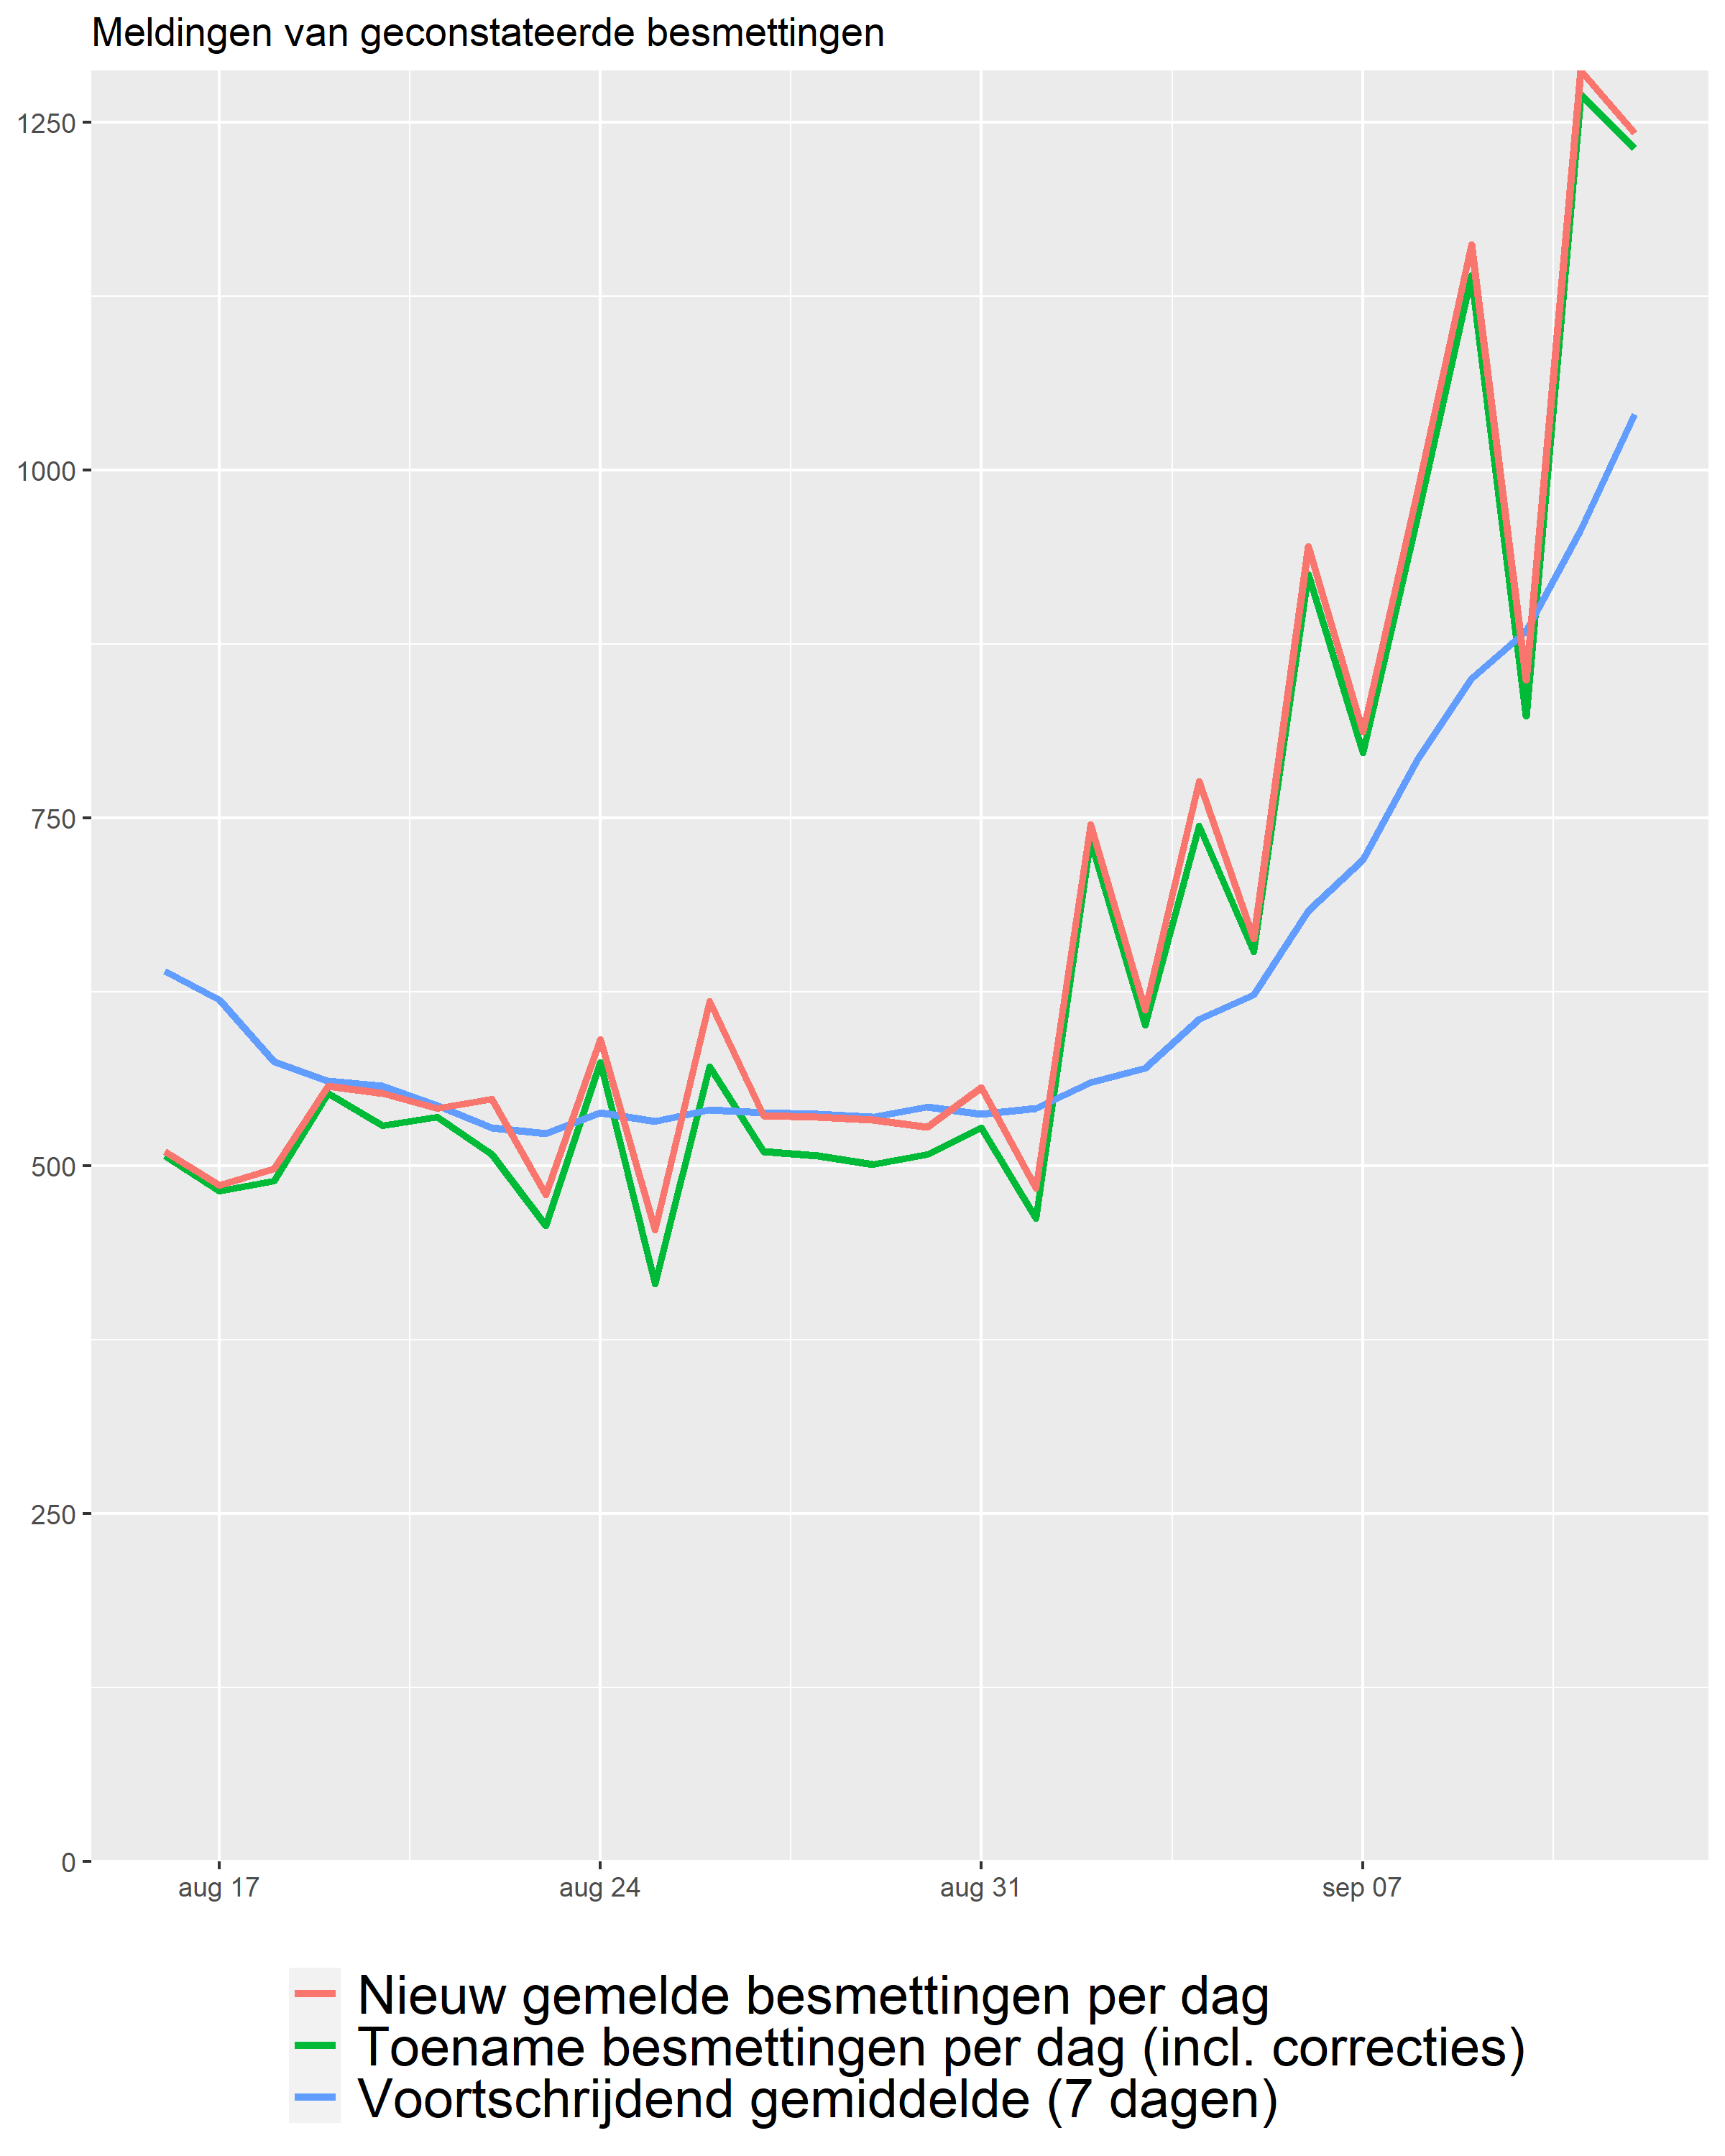 Meldingen van geconstateerde besmettingen
1250
1000
750
500
250
0
aug 17 aug 24 aug 31 sep 07
Nieuw gemelde besmettingen per dag
Toename besmettingen per dag (incl. correcties)
Voortschrijdend gemiddelde (7 dagen)